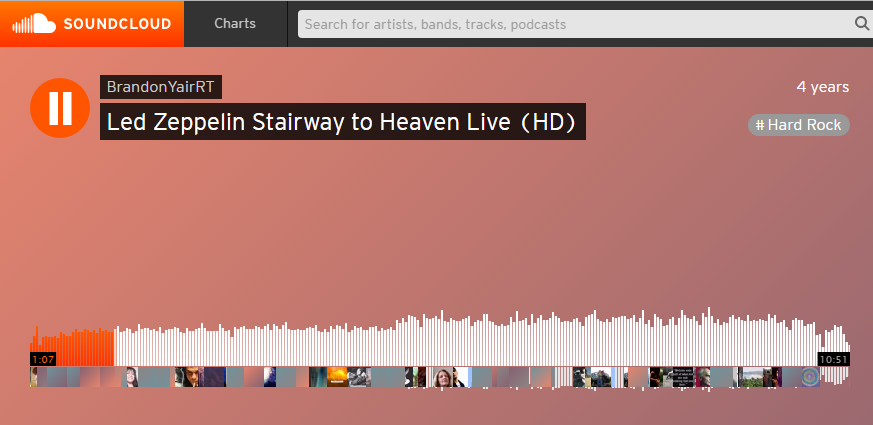 SOUNDCLOUD
Charts
Search for artists, bands, tracks, podcasts
BrandonYairRT
4 years
Led Zeppelin Stairway to Heaven Live (HD)
# Hard Rock
1:07
10:51